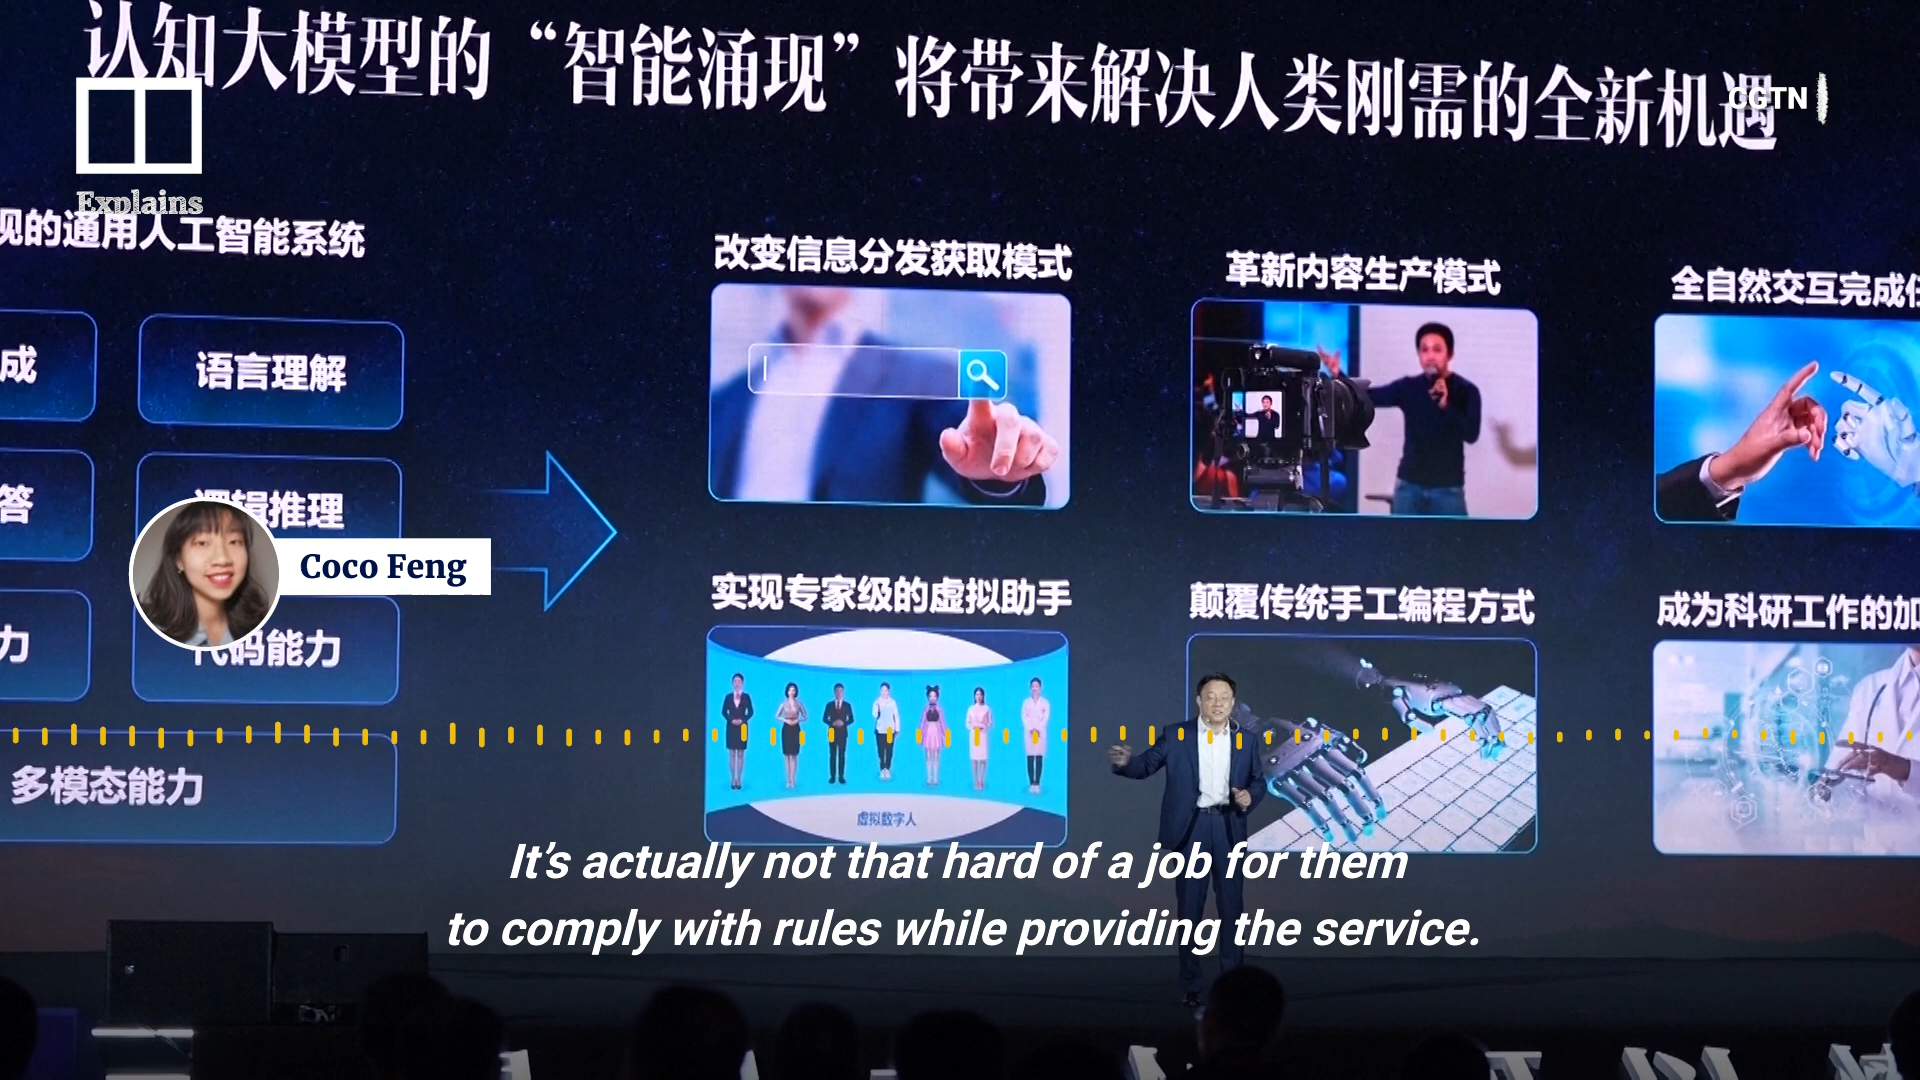 认知大模型的“智能涌现”将带来解决人类刚需的全新机遇
CGTN
Explains
现的通用人工智能系统
改变信息分发获取模式
革新内容生产模式
全自然交互完成任
成
语言理解
答
逻辑推理
Coco Feng
实现专家级的虚拟助手
颠覆传统手工编程方式
成为科研工作的加
力
代码能力
多模态能力
虚拟数字人
It’s actually not that hard of a job for them
to comply with rules while providing the service.